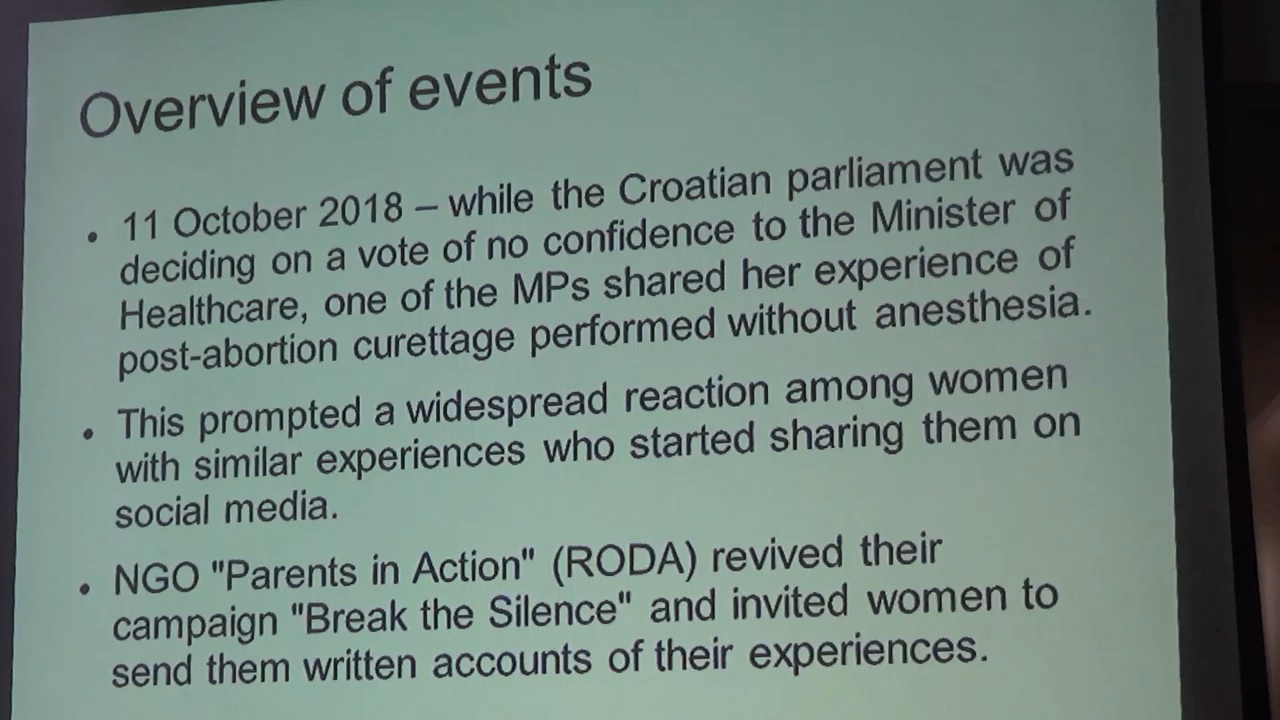 Overview of events
• 11 October 2018 – while the Croatian parliament was
deciding on a vote of no confidence to the Minister of
Healthcare, one of the MPs shared her experience of
post-abortion curettage performed without anesthesia.
• This prompted a widespread reaction among women
with similar experiences who started sharing them on
social media.
• NGO "Parents in Action" (RODA) revived their
campaign "Break the Silence" and invited women to
send them written accounts of their experiences.